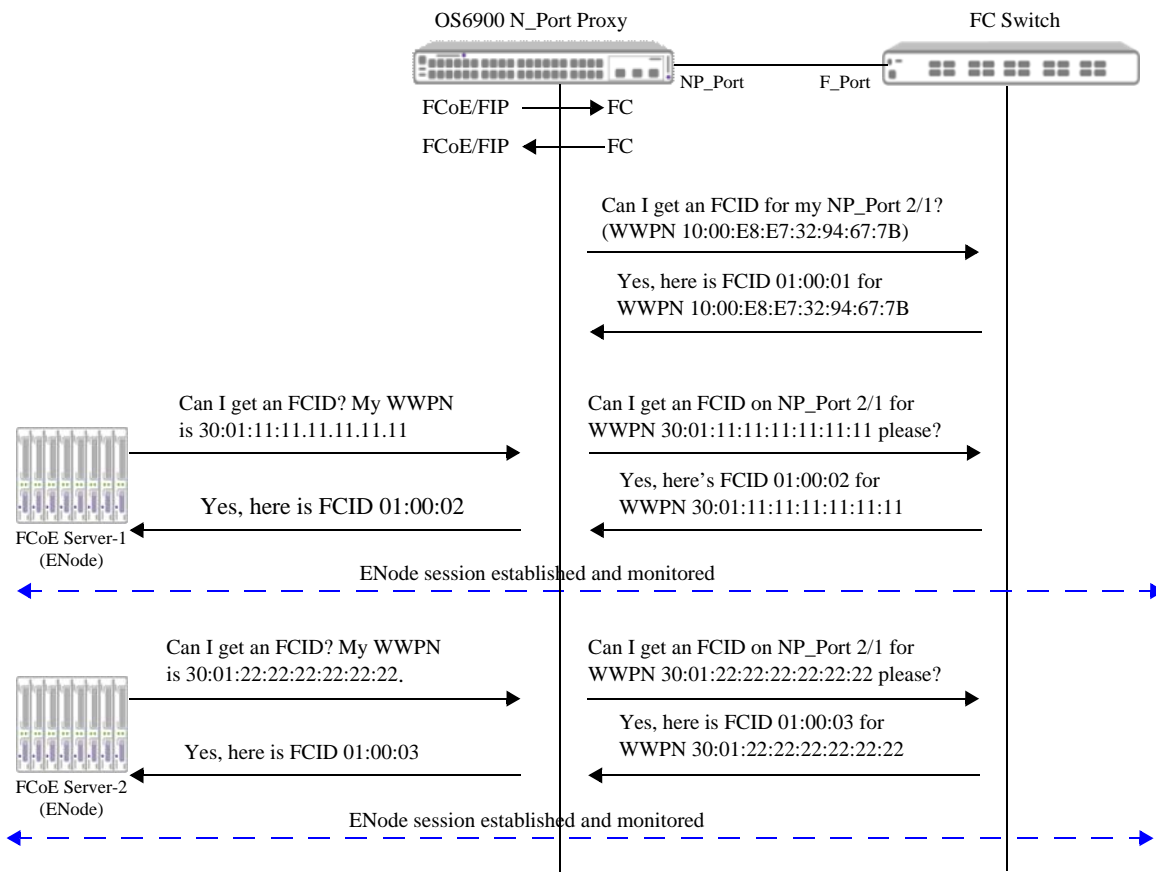 OS6900 N_Port Proxy
FC Switch
NP_Port
F_Port
FCoE/FIP
FC
FCoE/FIP
FC
Can I get an FCID for my NP_Port 2/1?
(WWPN 10:00:E8:E7:32:94:67:7B)
Yes, here is FCID 01:00:01 for
WWPN 10:00:E8:E7:32:94:67:7B
Can I get an FCID? My WWPN
is 30:01:11:11.11.11.11.11
Can I get an FCID on NP_Port 2/1 for
WWPN 30:01:11:11:11:11:11:11 please?
Yes, here is FCID 01:00:02
Yes, here's FCID 01:00:02 for
WWPN 30:01:11:11:11:11:11:11
FCoE Server-1
(ENode)
ENode session established and monitored
Can I get an FCID? My WWPN
is 30:01:22:22:22:22:22:22.
Can I get an FCID on NP_Port 2/1 for
WWPN 30:01:22:22:22:22:22:22 please?
Yes, here is FCID 01:00:03
Yes, here is FCID 01:00:03 for
WWPN 30:01:22:22:22:22:22:22
FCoE Server-2
(ENode)
ENode session established and monitored